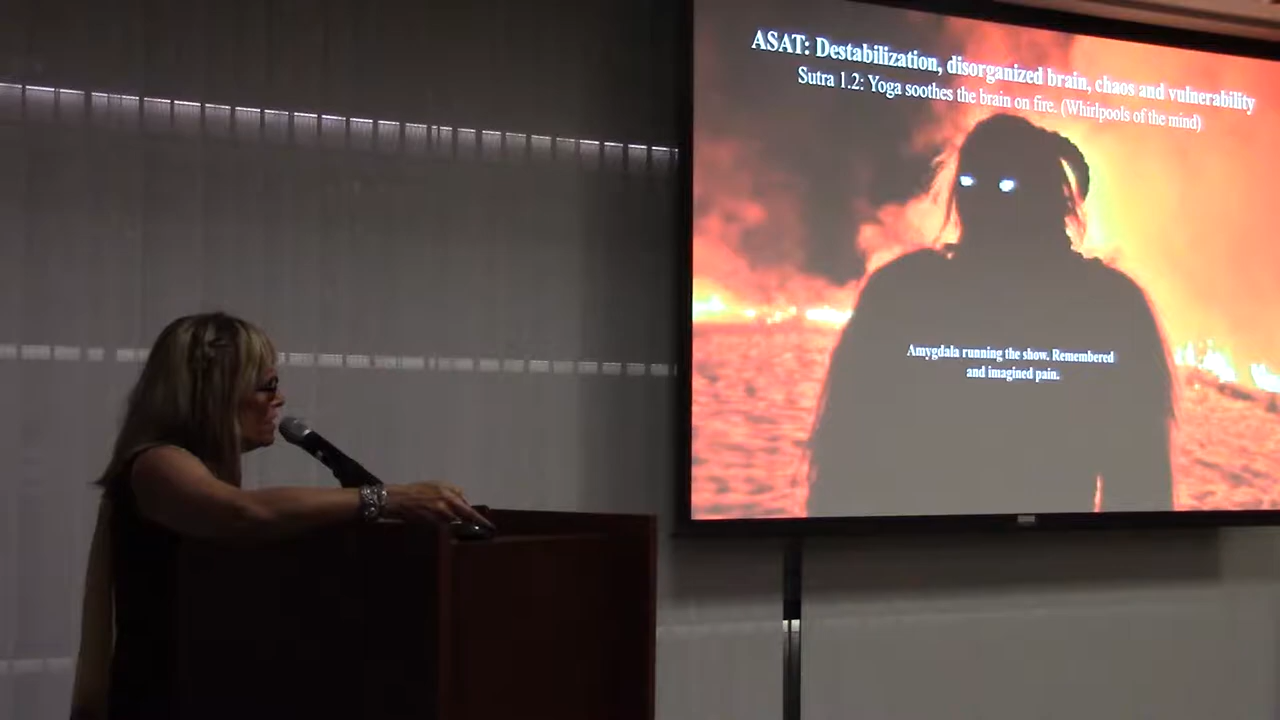 ASAT: Destabilization, disorganized brain, chaos and vulnerability
Sutra 1.2: Yoga soothes the brain on fire. (Whirlpools of the mind)
Amygdala running the show. Remembered
and imagined pain.